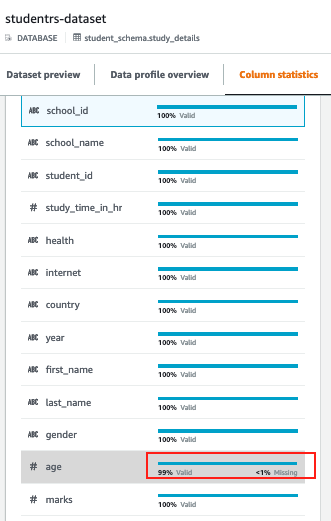 studentrs-dataset
DATABASE student_schema.study_details
Dataset preview Data profile overview Column statistics
ABC school_id
100% Valid
ABC school_name
100% Valid
ABC student_id
100% Valid
# study_time_in_hr
100% Valid
ABC health
100% Valid
ABC internet
100% Valid
ABC country
100% Valid
ABC year
100% Valid
ABC first_name
100% Valid
ABC last_name
100% Valid
ABC gender
100% Valid
# age
99% Valid <1% Missing
# marks
100% Valid